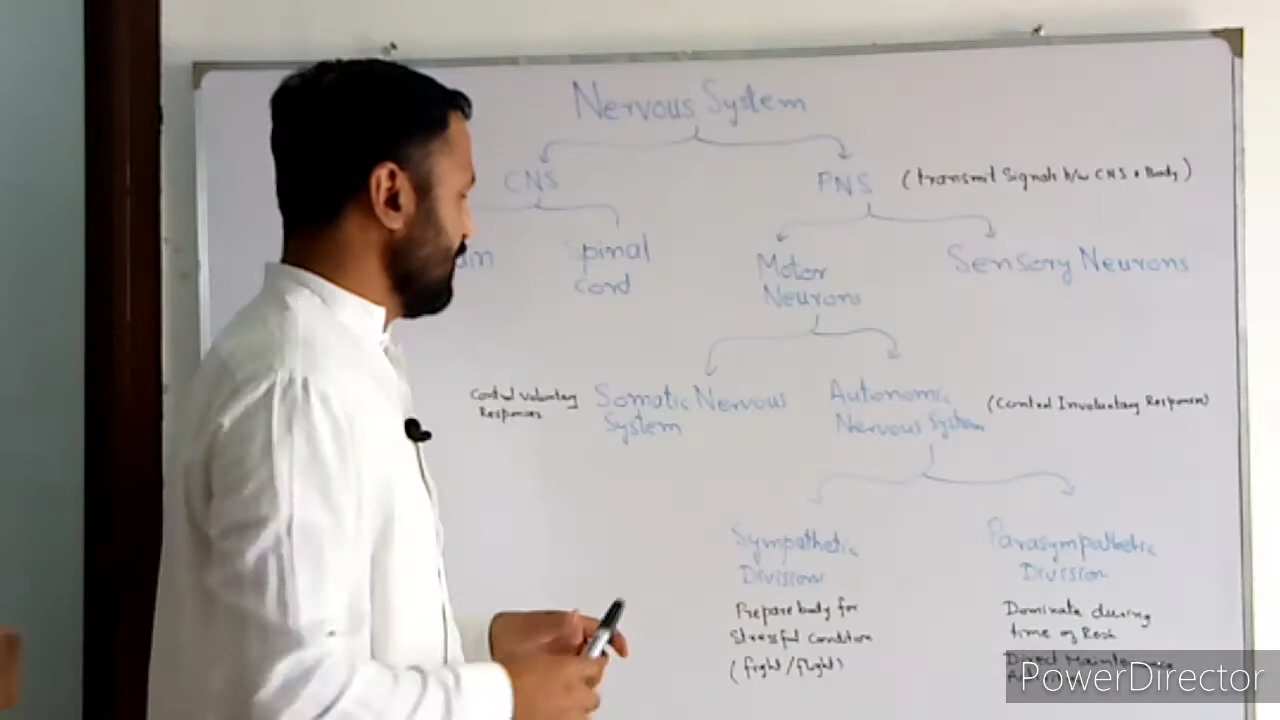 Nervous System
CNS
PNS (transmit Signals b/w CNS & Body)
Spinal
Cord
Motor
Neurons
Sensory Neurons
Control Voluntary
Responses
Somatic Nervous
System
Autonomic
Nervous System
(Control Involuntary Responses)
Sympathetic
Division
Prepare body for
Stressful Condition
(fight/flight)
Parasympathetic
Division
Dominate during
time of Rest
Direct Maintenance
PowerDirector